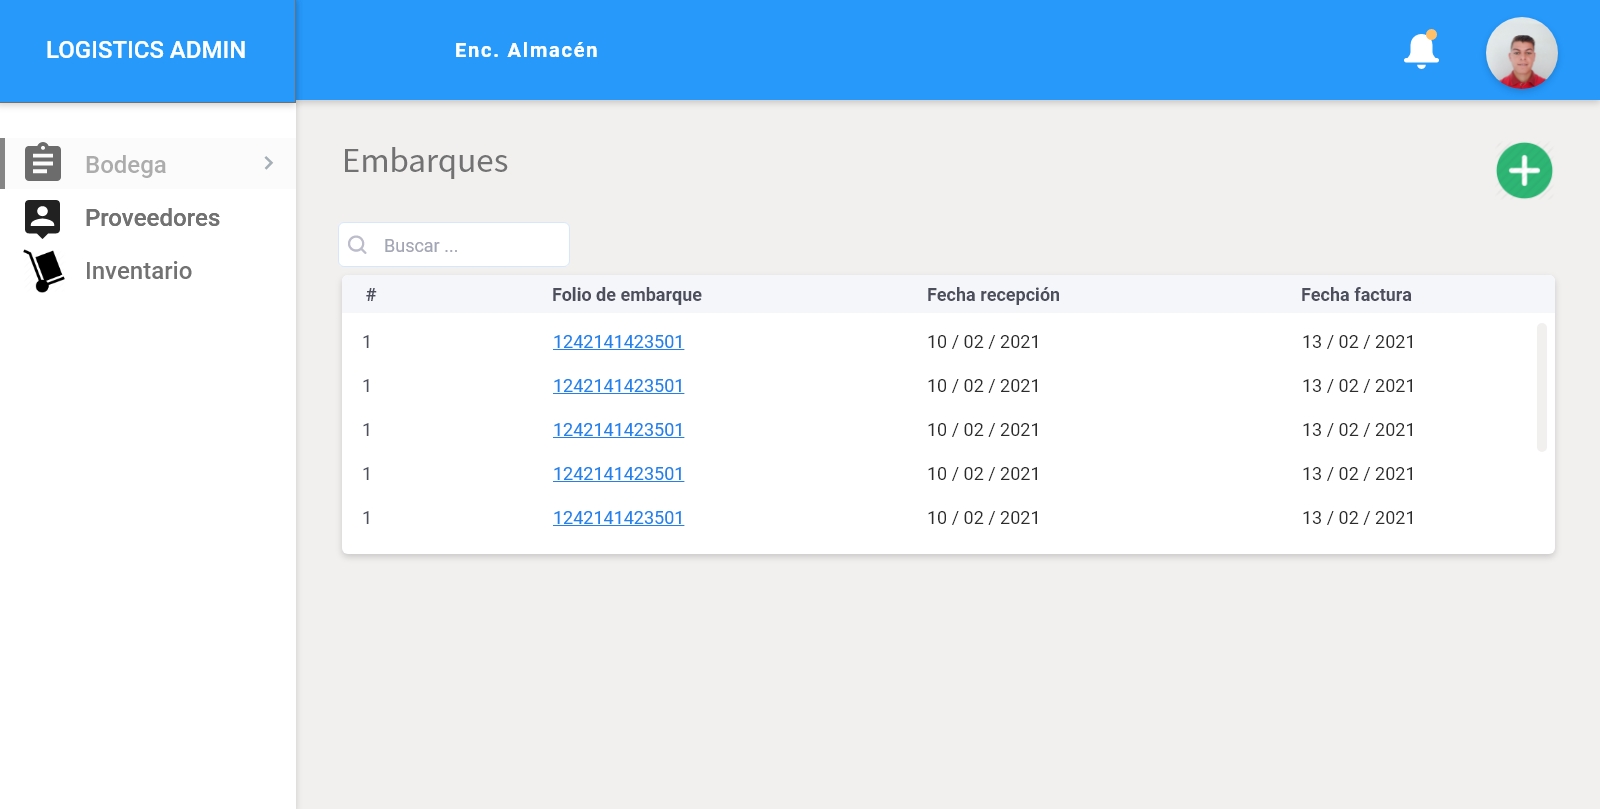 LOGISTICS ADMIN
Enc. Almacén
Bodega
Proveedores
Inventario
Embarques
Buscar ...
# Folio de embarque Fecha recepción Fecha factura
1 1242141423501 10 / 02 / 2021 13 / 02 / 2021
1 1242141423501 10 / 02 / 2021 13 / 02 / 2021
1 1242141423501 10 / 02 / 2021 13 / 02 / 2021
1 1242141423501 10 / 02 / 2021 13 / 02 / 2021
1 1242141423501 10 / 02 / 2021 13 / 02 / 2021